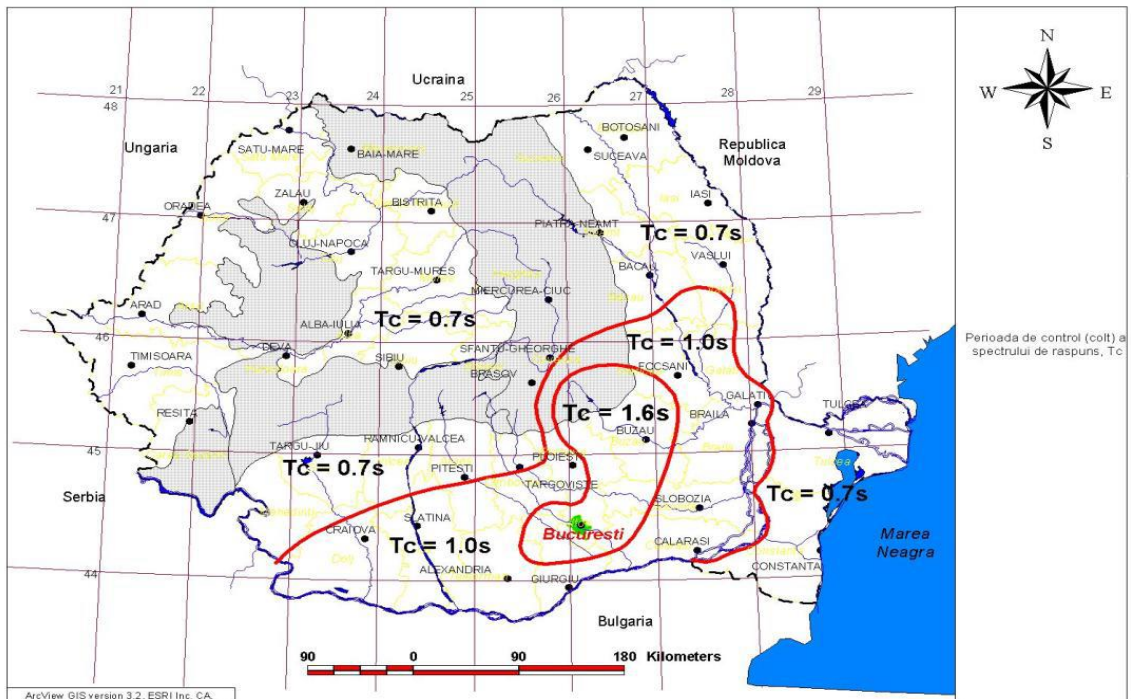 N
W
E
S
Ucraina
21
48
22
23
24
25
26
27
28
29
Ungaria
Republica
Moldova
BOTOSANI
SATU-MARE
BAIA-MARE
SUCEAVA
ZALAU
IASI
ORADEA
47
BISTRITA
PIATRA-NEAMT
Tc = 0.7s
CLUJ-NAPOCA
VASLUI
TARGU-MURES
BACAU
MIERCUREA-CIUC
ARAD
ALBA-IULIA
Tc = 0.7s
46
DEVA
SFANTU-GHEORGHE
Tc = 1.0s
TIMISOARA
SIBIU
BRASOV
FOCSANI
Perioada de control (colt) a
spectrului de raspuns, Tc
GALATI
TULCEA
RESITA
Tc = 1.6s
BRAILA
BUZAU
TARGU-JIU
RAMNICU-VALCEA
45
Tc = 0.7s
PITESTI
PLOIESTI
TARGOVISTE
Serbia
SLOBOZIA
Tc = 0.7s
SLATINA
CRAIOVA
Bucuresti
Marea
Neagra
Dolj
Tc = 1.0s
CALARASI
CONSTANTA
ALEXANDRIA
44
GIURGIU
Bulgaria
90
0
90
180
Kilometers
ArcView GIS version 3.2, ESRI Inc. CA.